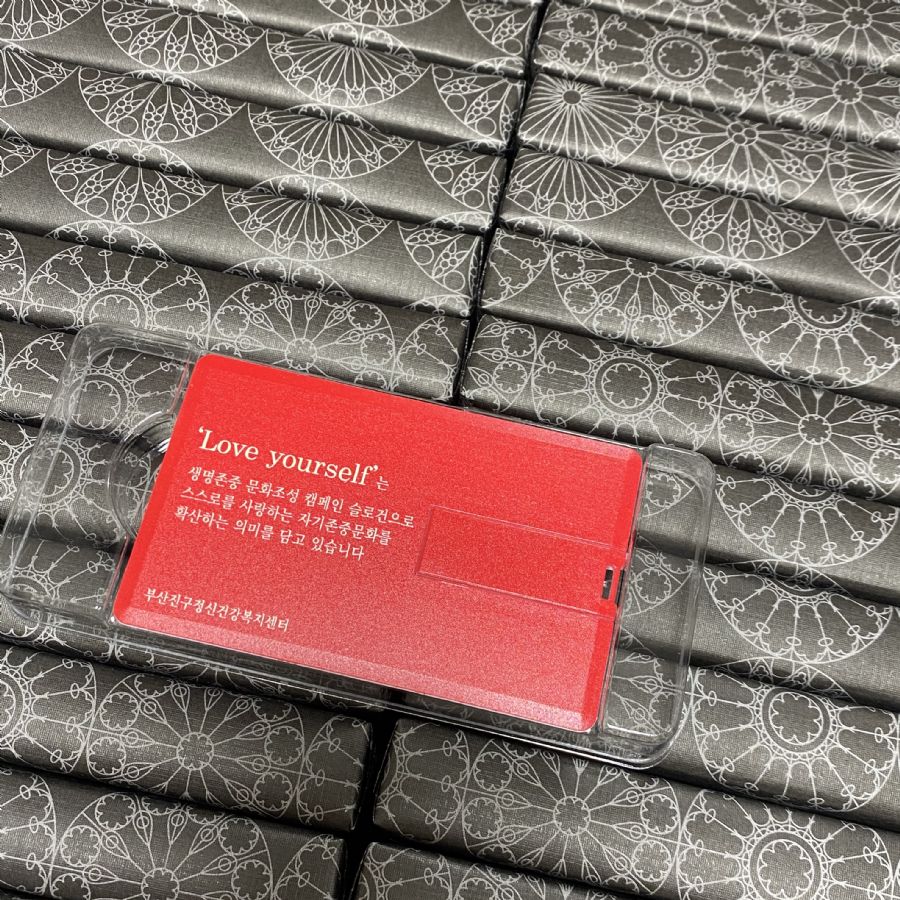 ‘Love yourself’는
생명존중 문화조성 캠페인 슬로건으로
스스로를 사랑하는 자기존중문화를
확산하는 의미를 담고 있습니다
부산진구정신건강복지센터